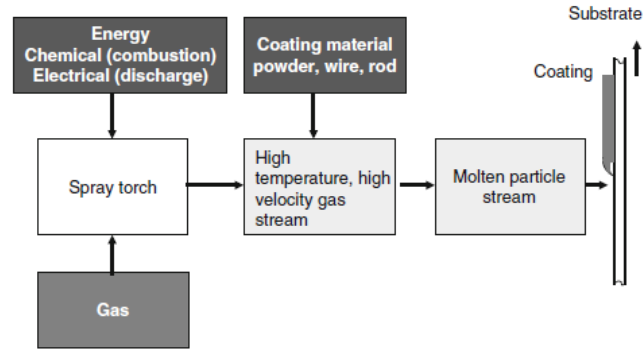 Energy
Chemical (combustion)
Electrical (discharge)
Coating material
powder, wire, rod
Substrate
Coating
Spray torch
High
temperature, high
velocity gas
stream
Molten particle
stream
Gas